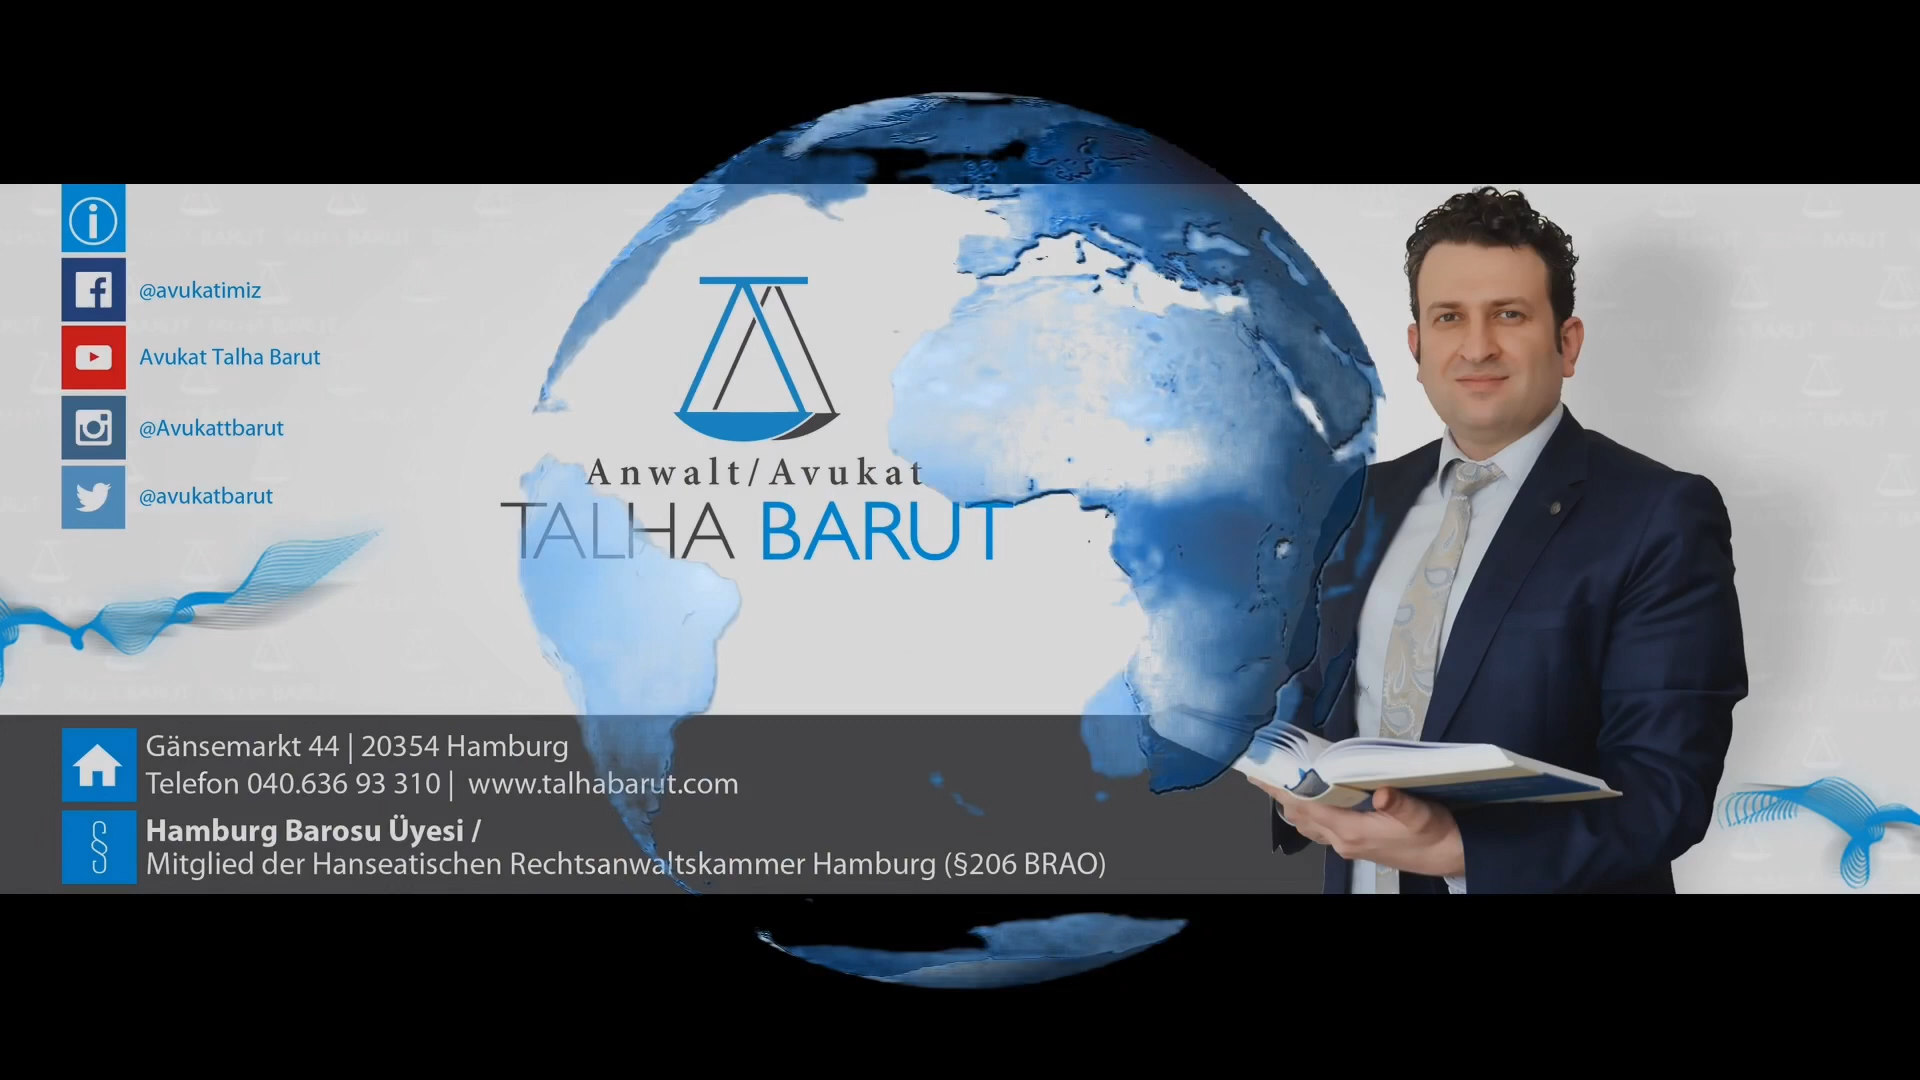 @avukatimiz
Avukat Talha Barut
@Avukattbarut
@avukatbarut
Anwalt/Avukat
TALHA BARUT
Gänsemarkt 44 | 20354 Hamburg
Telefon 040.636 93 310 | www.talhabarut.com
§
Hamburg Barosu Üyesi /
Mitglied der Hanseatischen Rechtsanwaltskammer Hamburg (§206 BRAO)